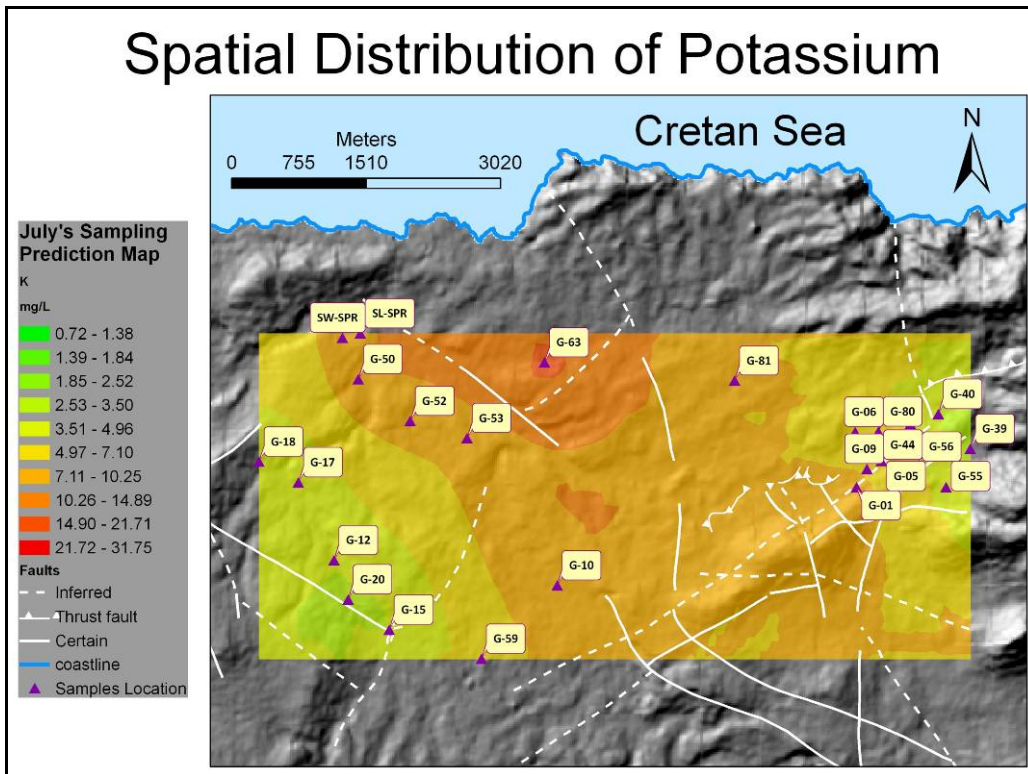 Spatial Distribution of Potassium
Cretan Sea
N
Meters
0 755 1510 3020
July's Sampling
Prediction Map
K
mg/L
0.72 - 1.38
1.39 - 1.84
1.85 - 2.52
2.53 - 3.50
3.51 - 4.96
4.97 - 7.10
7.11 - 10.25
10.26 - 14.89
14.90 - 21.71
21.72 - 31.75
Faults
Inferred
Thrust fault
Certain
coastline
Samples Location
SW-SPR
SL-SPR
G-63
G-50
G-81
G-52
G-53
G-40
G-06
G-80
G-39
G-18
G-17
G-09
G-44
G-56
G-05
G-55
G-01
G-12
G-20
G-10
G-15
G-59